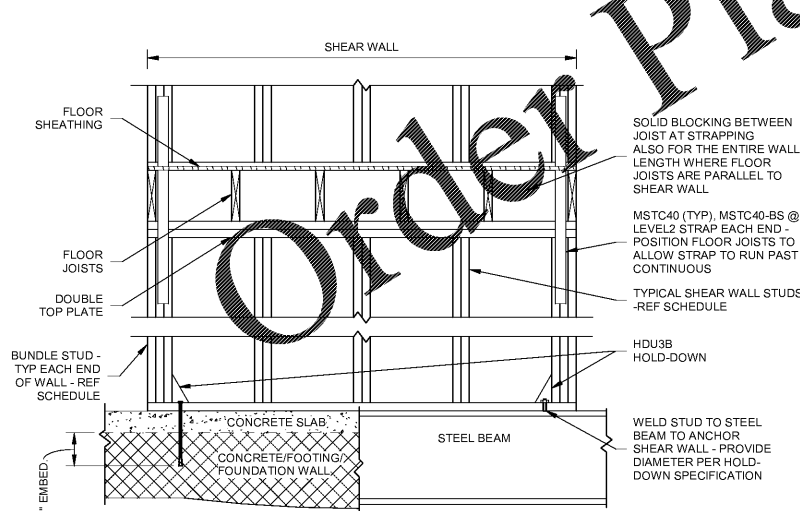 SHEAR WALL
FLOOR
SHEATHING
FLOOR
JOISTS
DOUBLE
TOP PLATE
BUNDLE STUD -
TYP EACH END
OF WALL - REF
SCHEDULE
SOLID BLOCKING BETWEEN
JOIST AT STRAPPING
ALSO FOR THE ENTIRE WALL
LENGTH WHERE FLOOR
JOISTS ARE PARALLEL TO
SHEAR WALL
MSTC40 (TYP), MSTC40-BS @
LEVEL2 STRAP EACH END -
POSITION FLOOR JOISTS TO
ALLOW STRAP TO RUN PAST
CONTINUOUS
TYPICAL SHEAR WALL STUDS
-REF SCHEDULE
HDU3B
HOLD-DOWN
WELD STUD TO STEEL
BEAM TO ANCHOR
SHEAR WALL - PROVIDE
DIAMETER PER HOLD-
DOWN SPECIFICATION
CONCRETE SLAB
CONCRETE/FOOTING/
FOUNDATION WALL
STEEL BEAM
" EMBED.
Order Pla